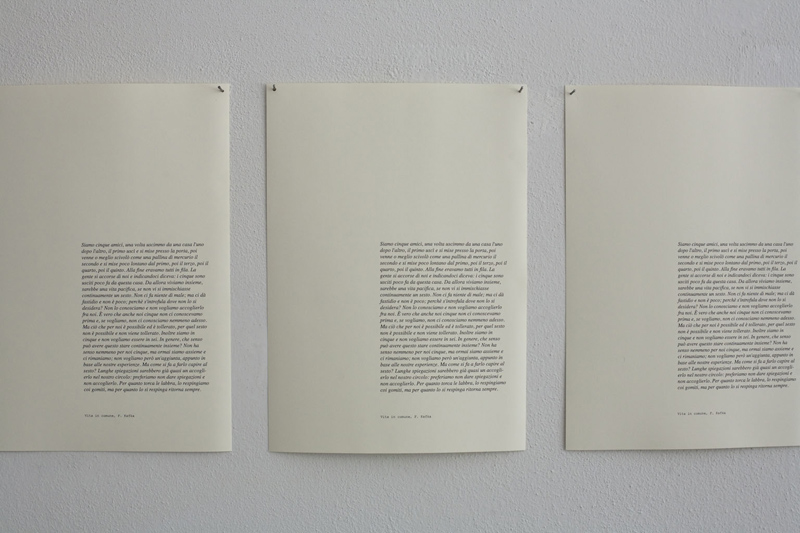 Siamo cinque amici, una volta uscimmo da una casa l'uno
dopo l'altro, il primo uscì e si mise presso la porta, poi
venne o meglio scivolò come una pallina di mercurio il
secondo e si mise poco lontano dal primo, poi il terzo, poi il
quarto, poi il quinto. Alla fine eravamo tutti in fila. La
gente si accorse di noi e indicandoci diceva: i cinque sono
usciti poco fa da questa casa. Da allora viviamo insieme,
sarebbe una vita pacifica, se non vi si immischiasse
continuamente un sesto. Non ci fa niente di male; ma ci dà
fastidio e non è poco; perché s'intrufola dove non lo si
desidera? Non lo conosciamo e non vogliamo accoglierlo
fra noi. È vero che anche noi cinque non ci conoscevamo
prima e, se vogliamo, non ci conosciamo nemmeno adesso.
Ma ciò che per noi cinque è possibile ed è tollerato, per quel sesto
non è possibile e non viene tollerato. Inoltre siamo in
cinque e non vogliamo essere in sei. In genere, che senso
può avere questo stare continuamente insieme? Non ha
senso nemmeno per noi cinque, ma ormai siamo assieme e
ci rimaniamo; non vogliamo però un'aggiunta, appunto in
base alle nostre esperienze. Ma come si fa a farlo capire al
sesto? Lunghe spiegazioni sarebbero già quasi un accogli-
erlo nel nostro circolo: preferiamo non dare spiegazioni e
non accoglierlo. Per quanto torca le labbra, lo respingiamo
coi gomiti, ma per quanto lo si respinga ritorna sempre.
Vita in comune, F. Kafka